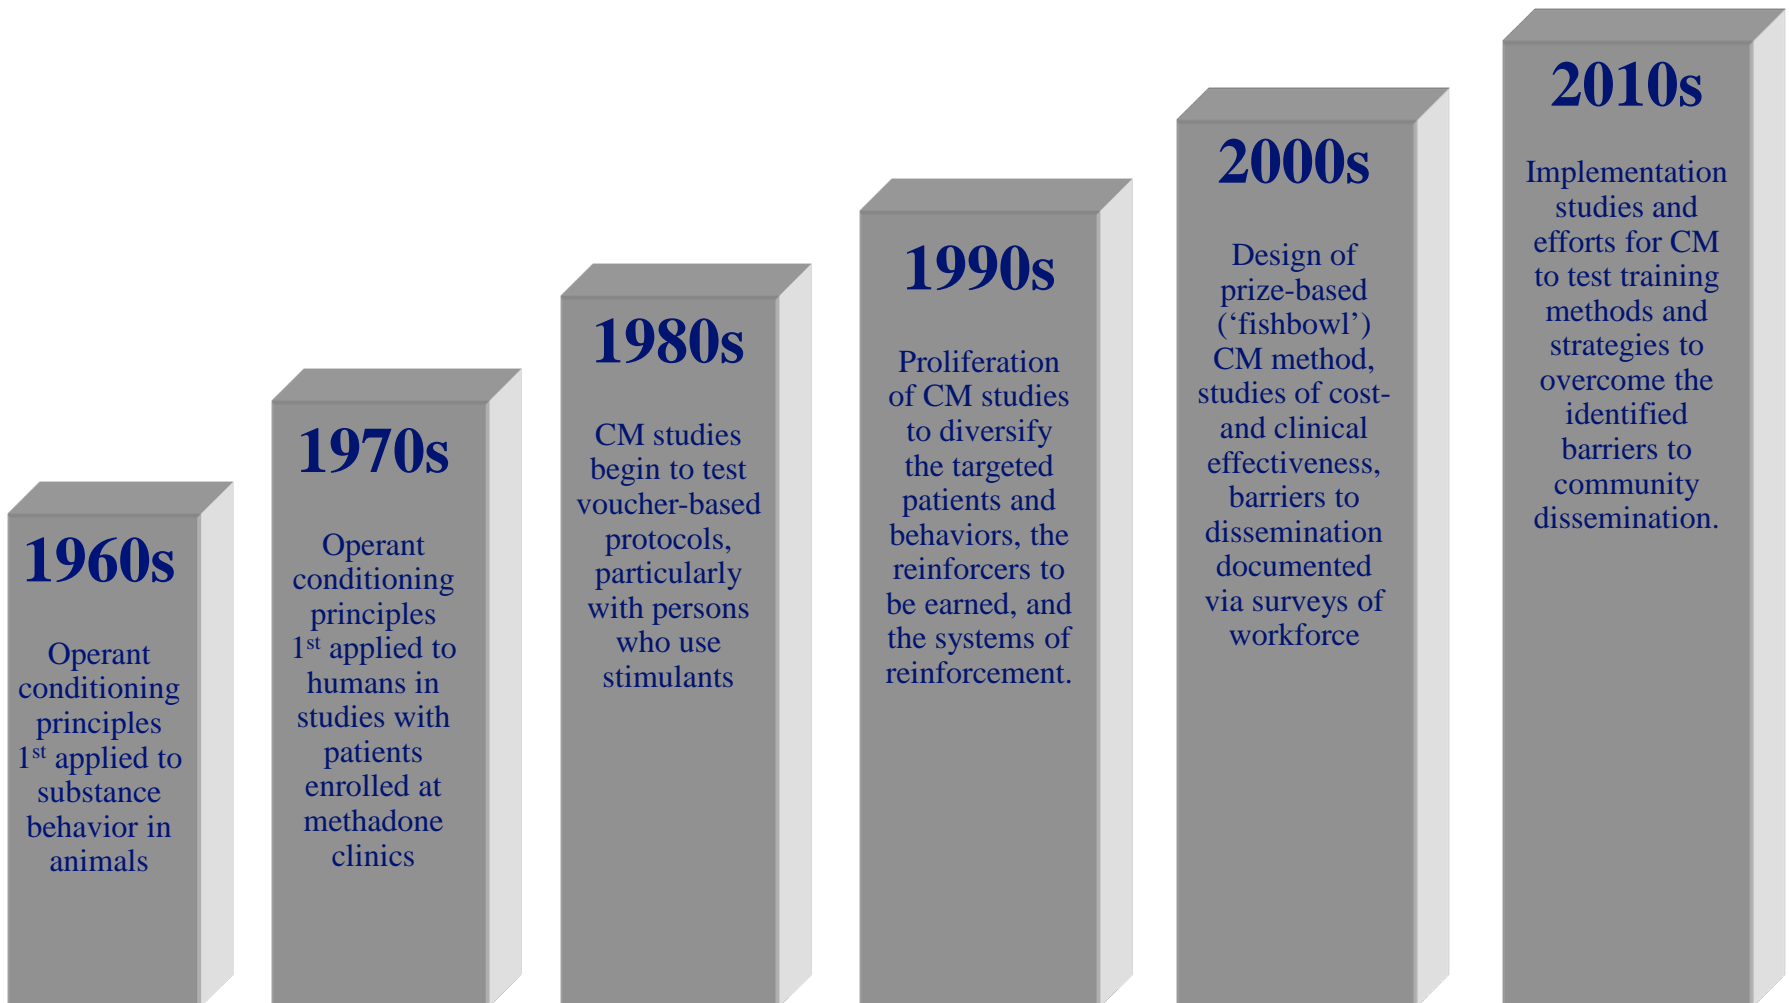 1960s
Operant
conditioning
principles
1st applied to
substance
behavior in
animals
1970s
Operant
conditioning
principles
1st applied to
humans in
studies with
patients
enrolled at
methadone
clinics
1980s
CM studies
begin to test
voucher-based
protocols,
particularly
with persons
who use
stimulants
1990s
Proliferation
of CM studies
to diversify
the targeted
patients and
behaviors, the
reinforcers to
be earned, and
the systems of
reinforcement.
2000s
Design of
prize-based
(‘fishbowl’)
CM method,
studies of cost-
and clinical
effectiveness,
barriers to
dissemination
documented
via surveys of
workforce
2010s
Implementation
studies and
efforts for CM
to test training
methods and
strategies to
overcome the
identified
barriers to
community
dissemination.